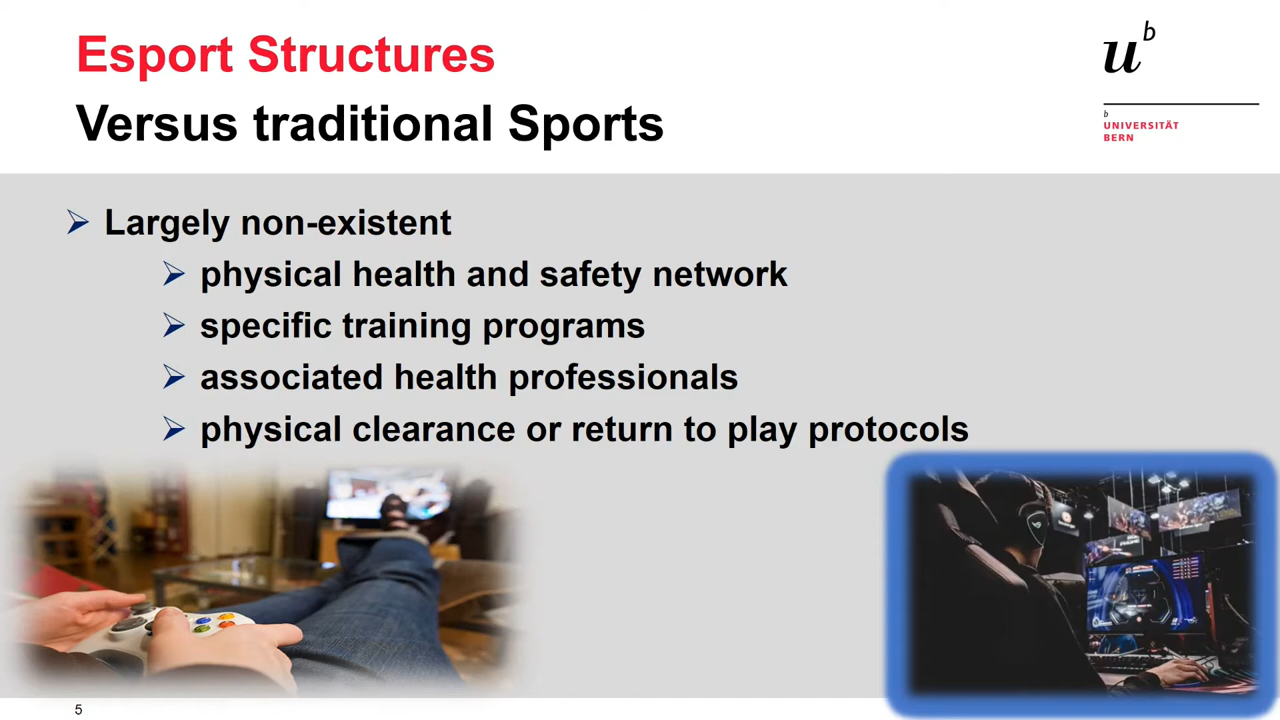 Esport Structures
Versus traditional Sports
u^b
b
UNIVERSITÄT
BERN
Largely non-existent
physical health and safety network
specific training programs
associated health professionals
physical clearance or return to play protocols
5